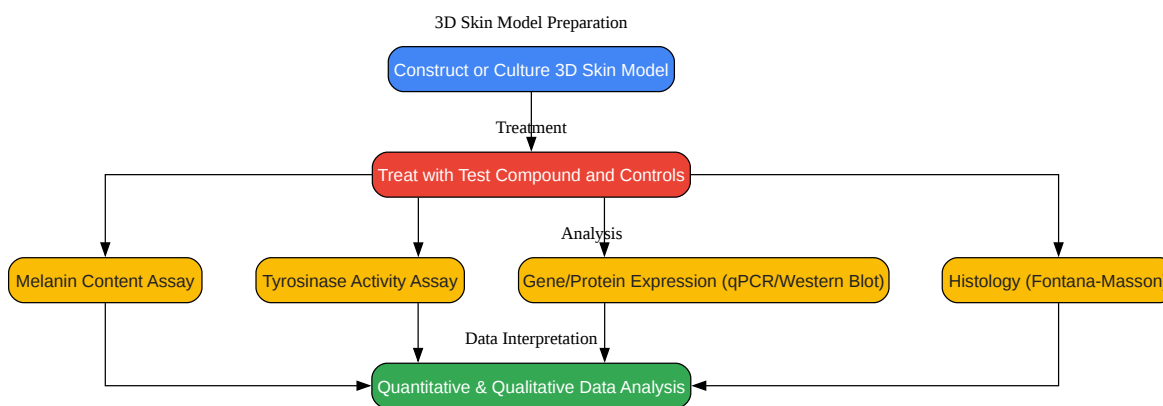 3D Skin Model Preparation
Construct or Culture 3D Skin Model
Treatment
Treat with Test Compound and Controls
Analysis
Melanin Content Assay
Tyrosinase Activity Assay
Gene/Protein Expression (qPCR/Western Blot)
Histology (Fontana-Masson
Data Interpretation
Quantitative & Qualitative Data Analysis